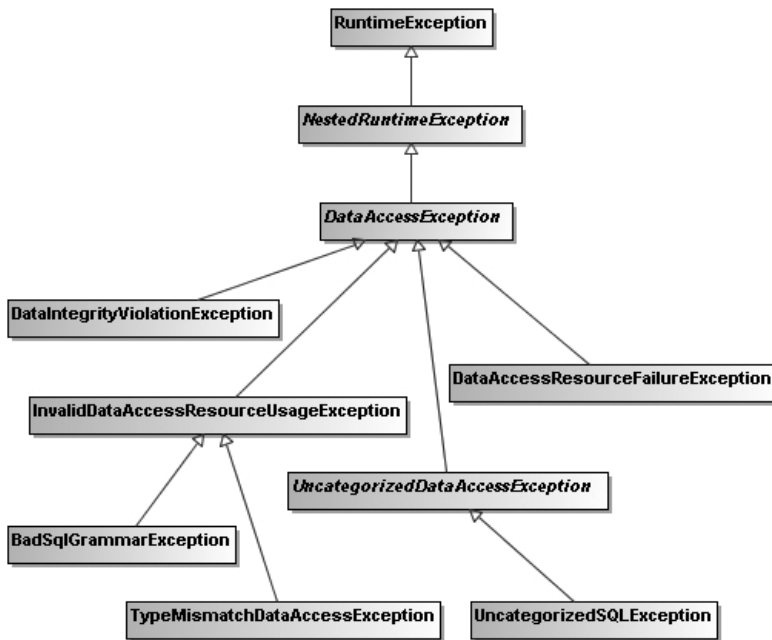 RuntimeException
NestedRuntimeException
DataAccessException
DataIntegrityViolationException
DataAccessResourceFailureException
InvalidDataAccessResourceUsageException
UncategorizedDataAccessException
BadSqlGrammarException
TypeMismatchDataAccessException
UncategorizedSQLException